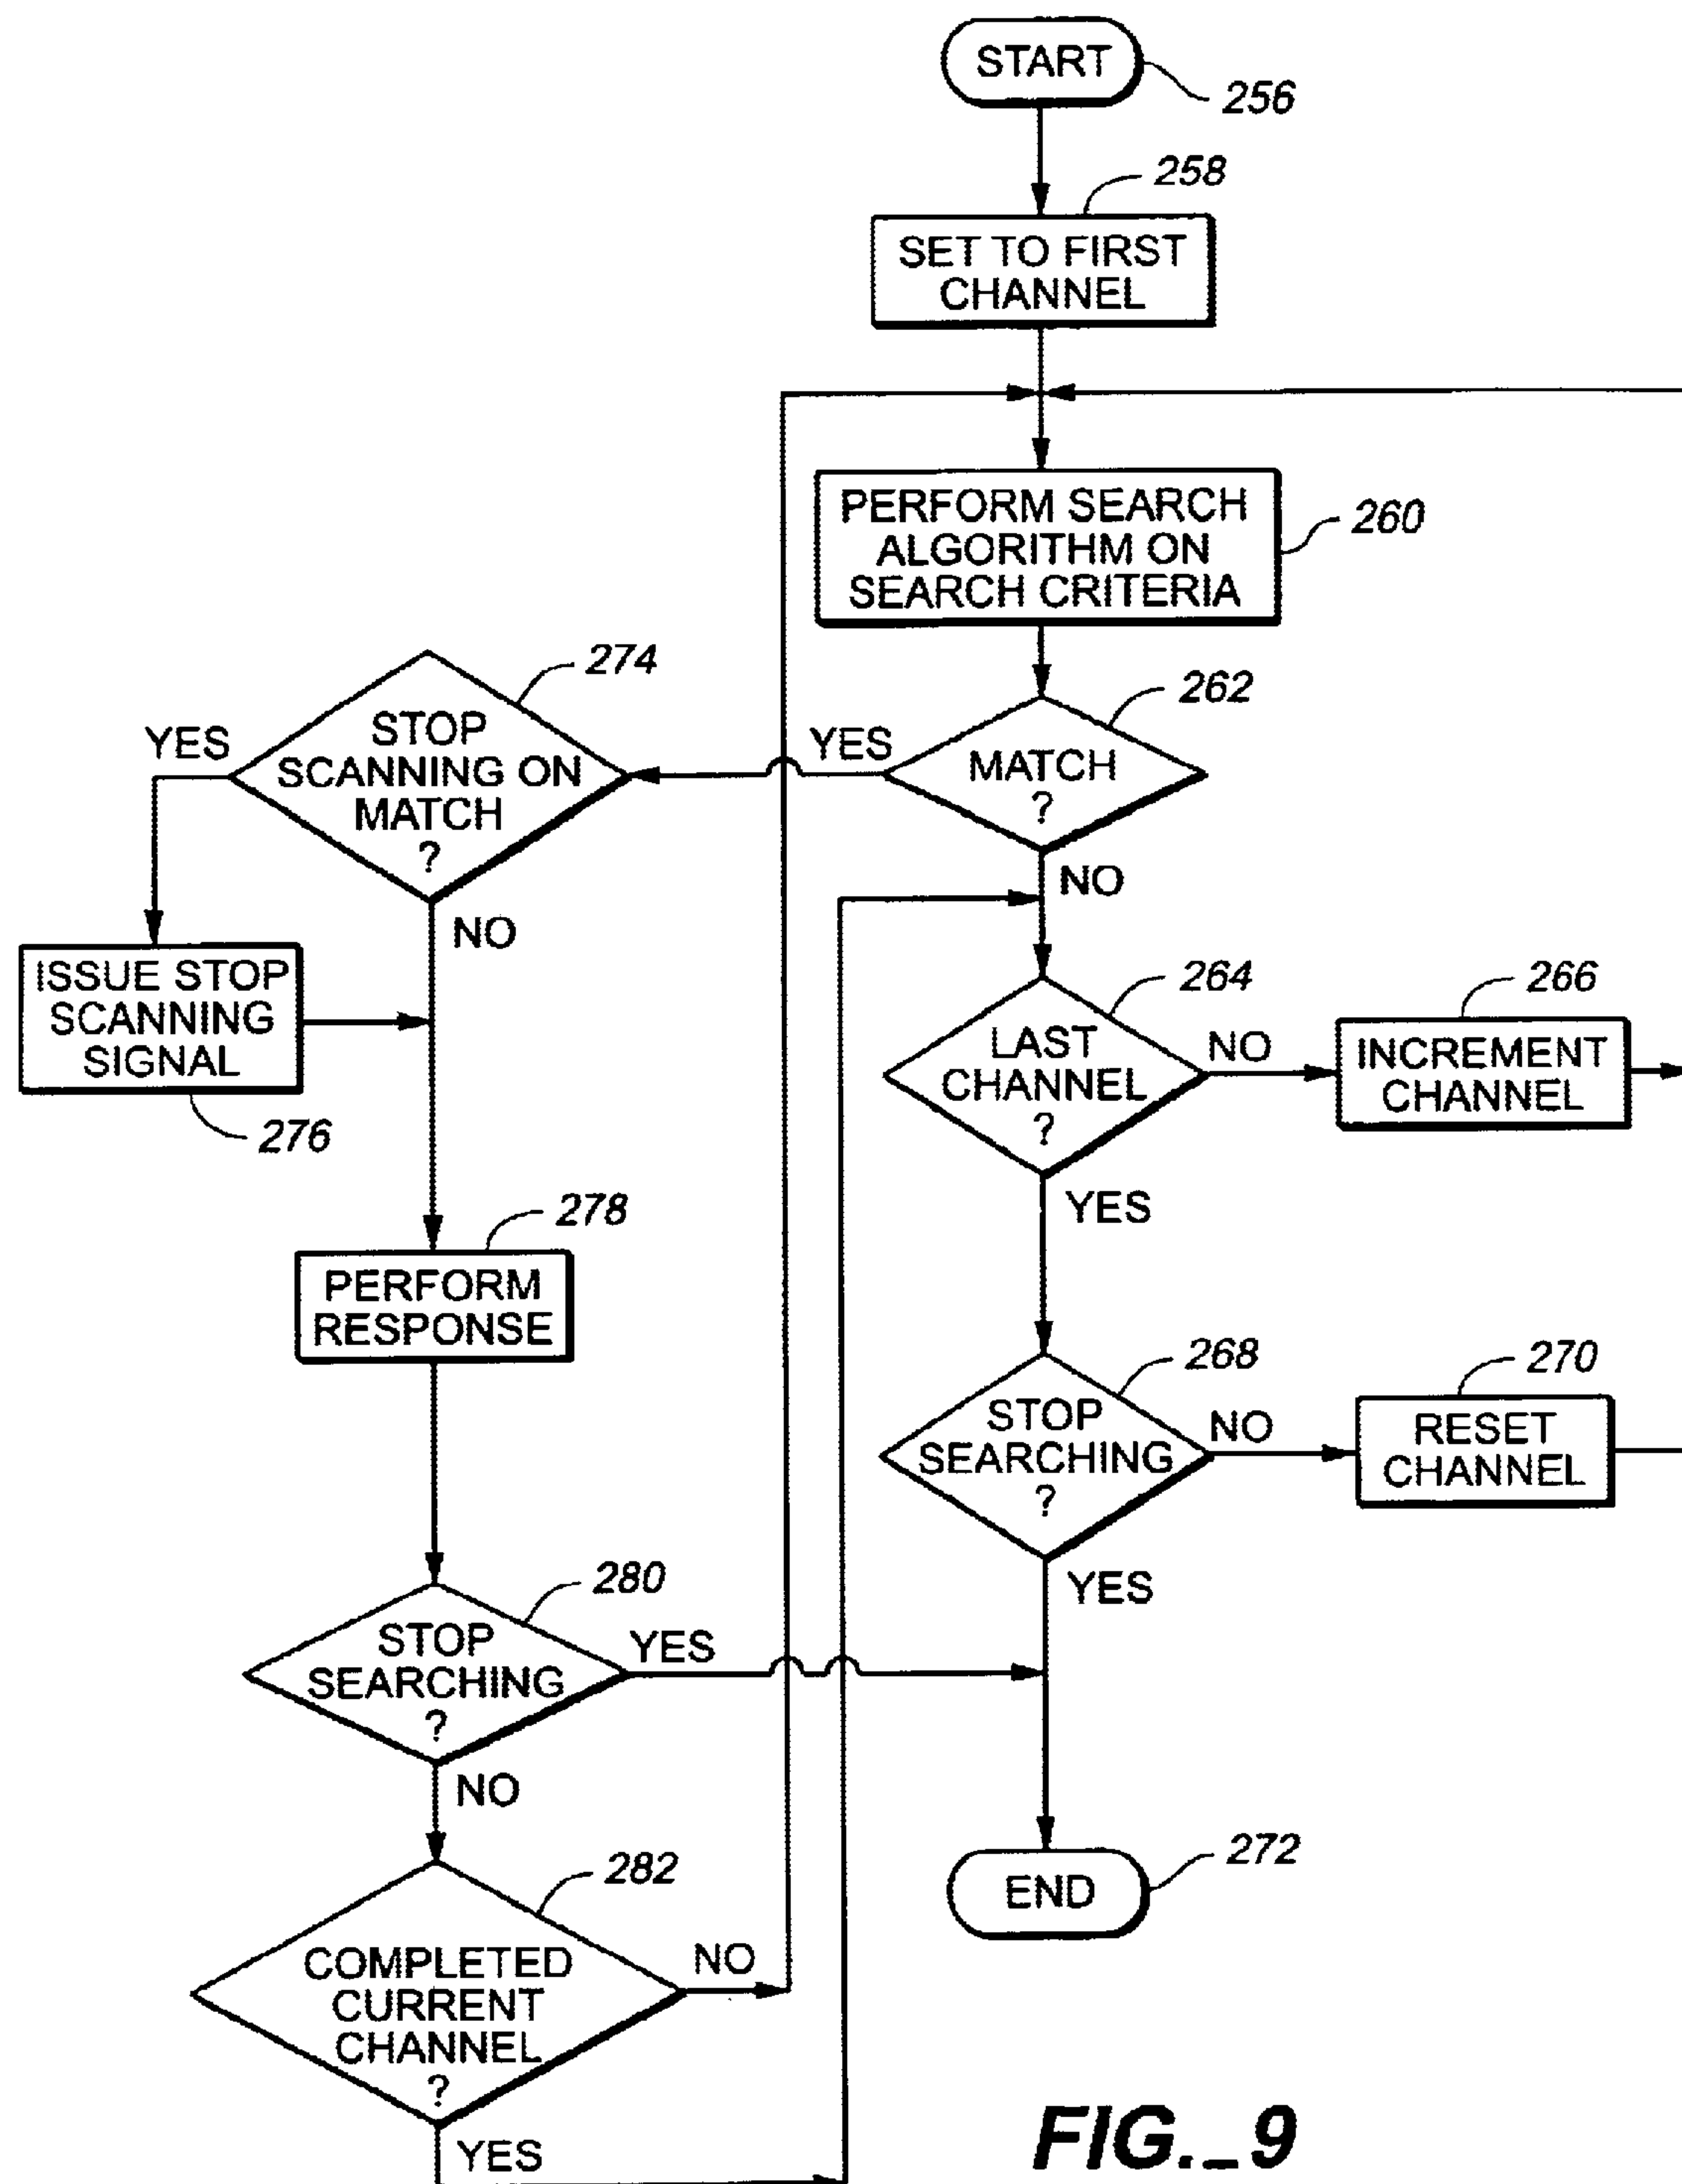 START
256
258
SET TO FIRST
CHANNEL
PERFORM SEARCH
ALGORITHM ON
SEARCH CRITERIA
260
262
MATCH
?
YES
NO
274
STOP
SCANNING ON
MATCH
?
YES
NO
ISSUE STOP
SCANNING
SIGNAL
276
264
LAST
CHANNEL
?
NO
YES
266
INCREMENT
CHANNEL
278
PERFORM
RESPONSE
268
STOP
SEARCHING
?
NO
YES
270
RESET
CHANNEL
280
STOP
SEARCHING
?
YES
NO
END
272
282
COMPLETED
CURRENT
CHANNEL
?
NO
YES
FIG._9